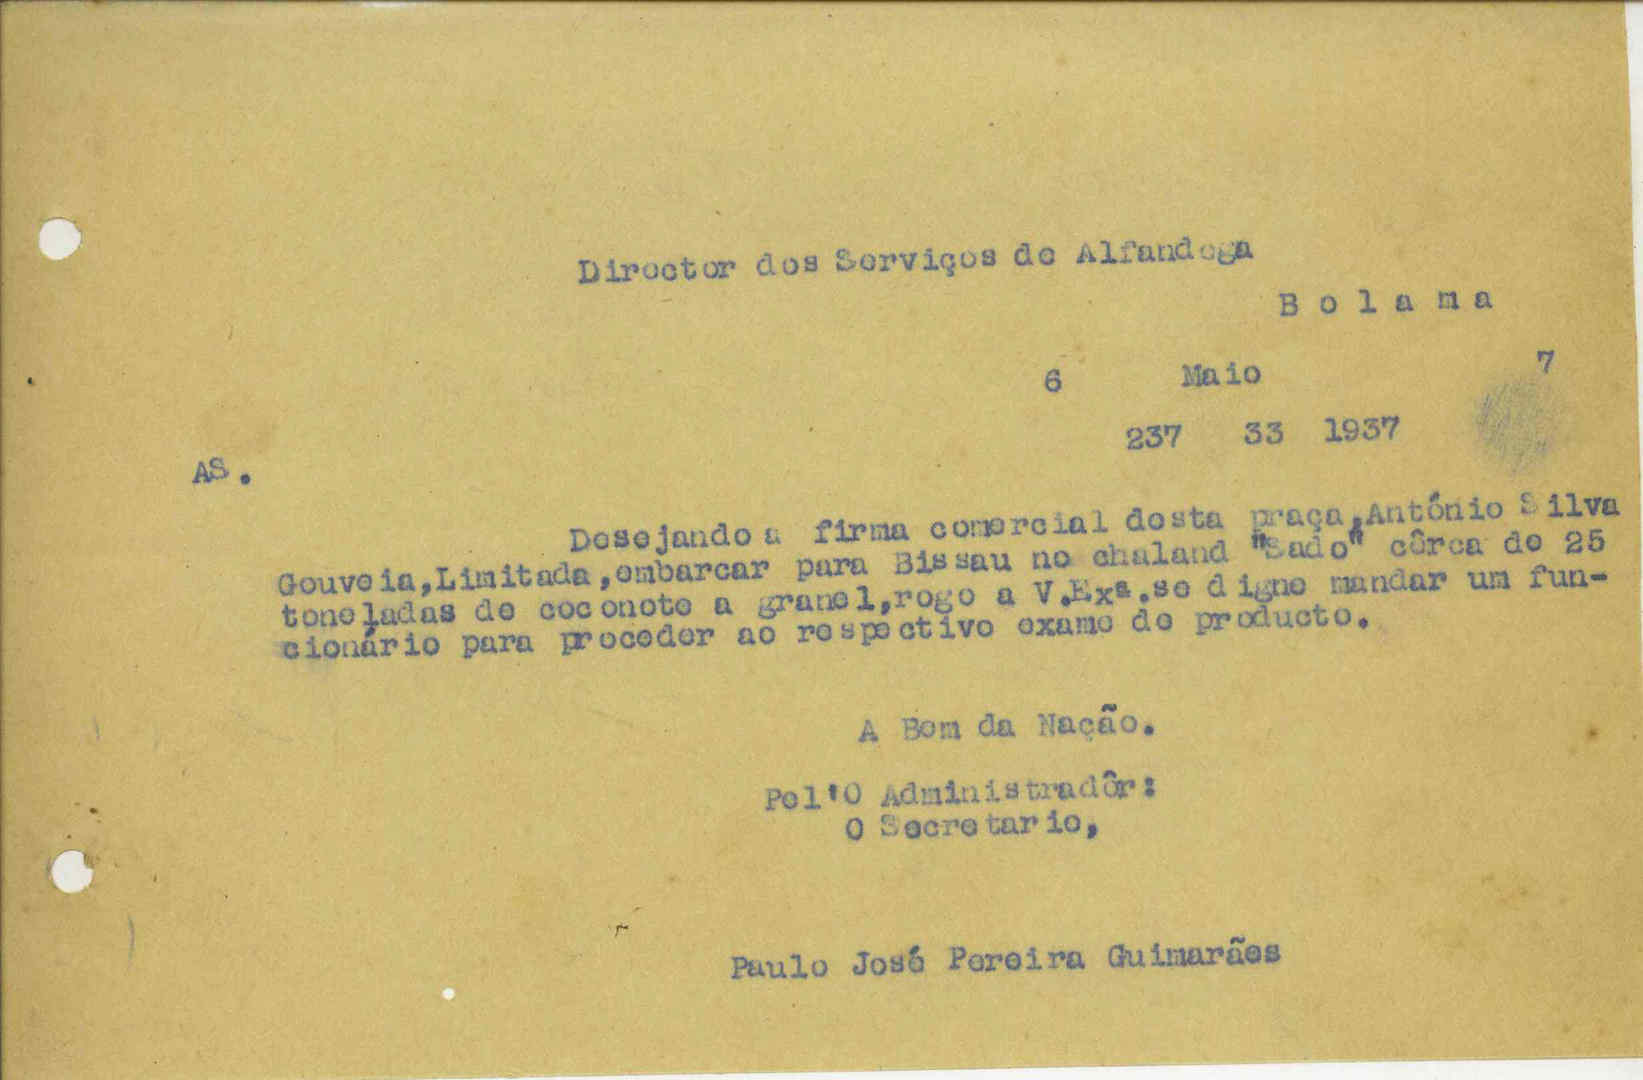 Director dos Serviços de Alfandega
Bolama
6 Maio 7
237 33 1937
AS.
Desejando a firma comercial desta praça,António Silva
Gouveia,Limitada,embarcar para Bissau no chaland "Sado" cêrca de 25
toneladas de coconote a granel,rogo a V.Exª.se digne mandar um fun-
cionário para proceder ao respectivo exame do producto.
A Bem da Nação.
Pel'O Administradôr:
O Secretario,
Paulo José Pereira Guimarães